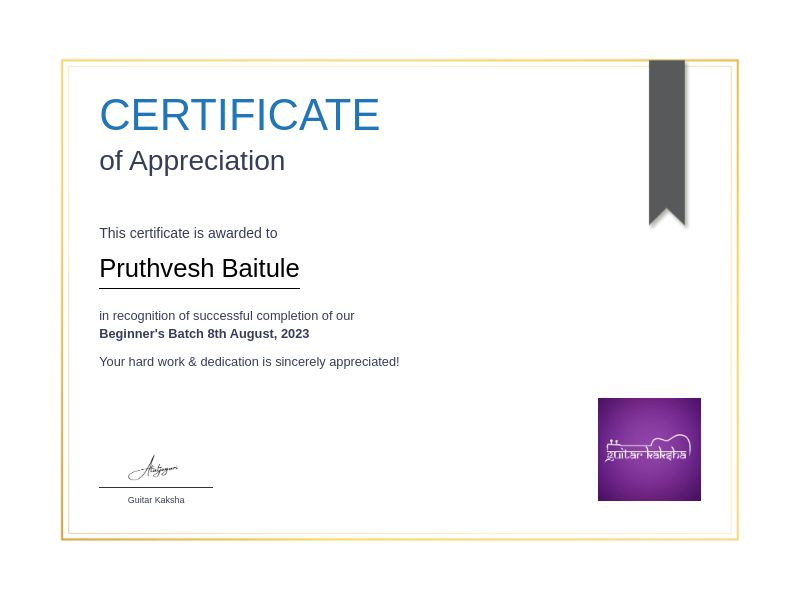 CERTIFICATE
of Appreciation
This certificate is awarded to
Pruthvesh Baitule
in recognition of successful completion of our
Beginner's Batch 8th August, 2023
Your hard work & dedication is sincerely appreciated!
Guitar Kaksha
guitar kaksha